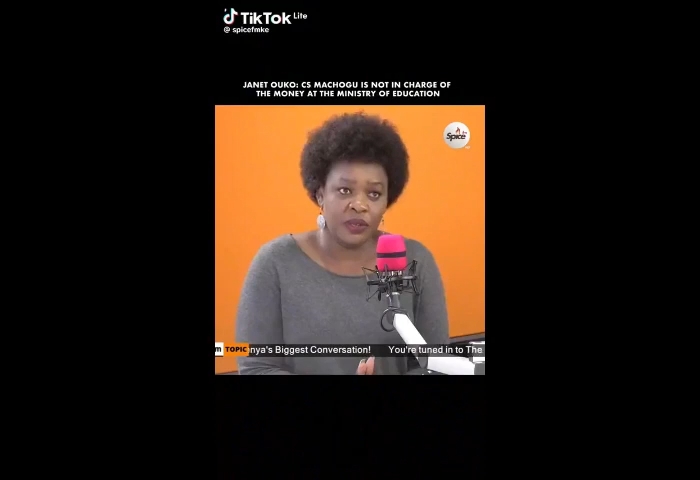 TikTok Lite
@ spicefmke
JANET OUKO: CS MACHOGU IS NOT IN CHARGE OF
THE MONEY AT THE MINISTRY OF EDUCATION
Spice
TOPIC nya's Biggest Conversation! You're tuned in to The